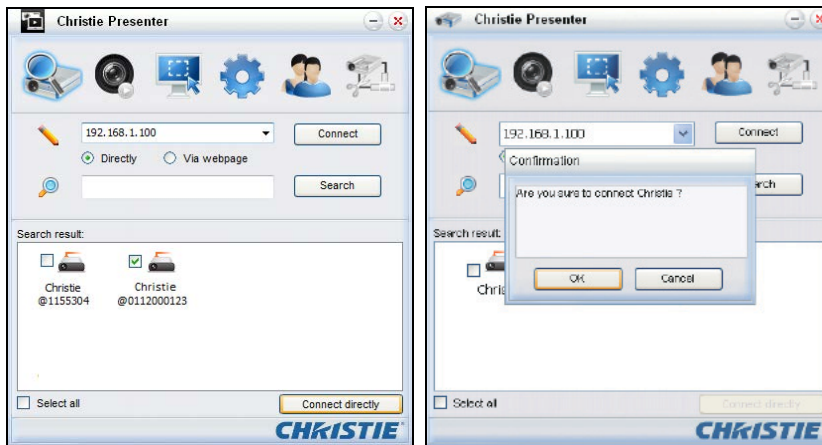 Christie Presenter
192.168.1.100
Connect
Directly
Via webpage
Search
Search result:
Christie
@1155304
Christie
@0112000123
Select all
Connect directly
CHRISTIE
Christie Presenter
192.168.1.100
Connect
Confirmation
Are you sure to connect Christie ?
arch
Search result:
OK
Cancel
Chris
Select all
Connect directly
CHRISTIE